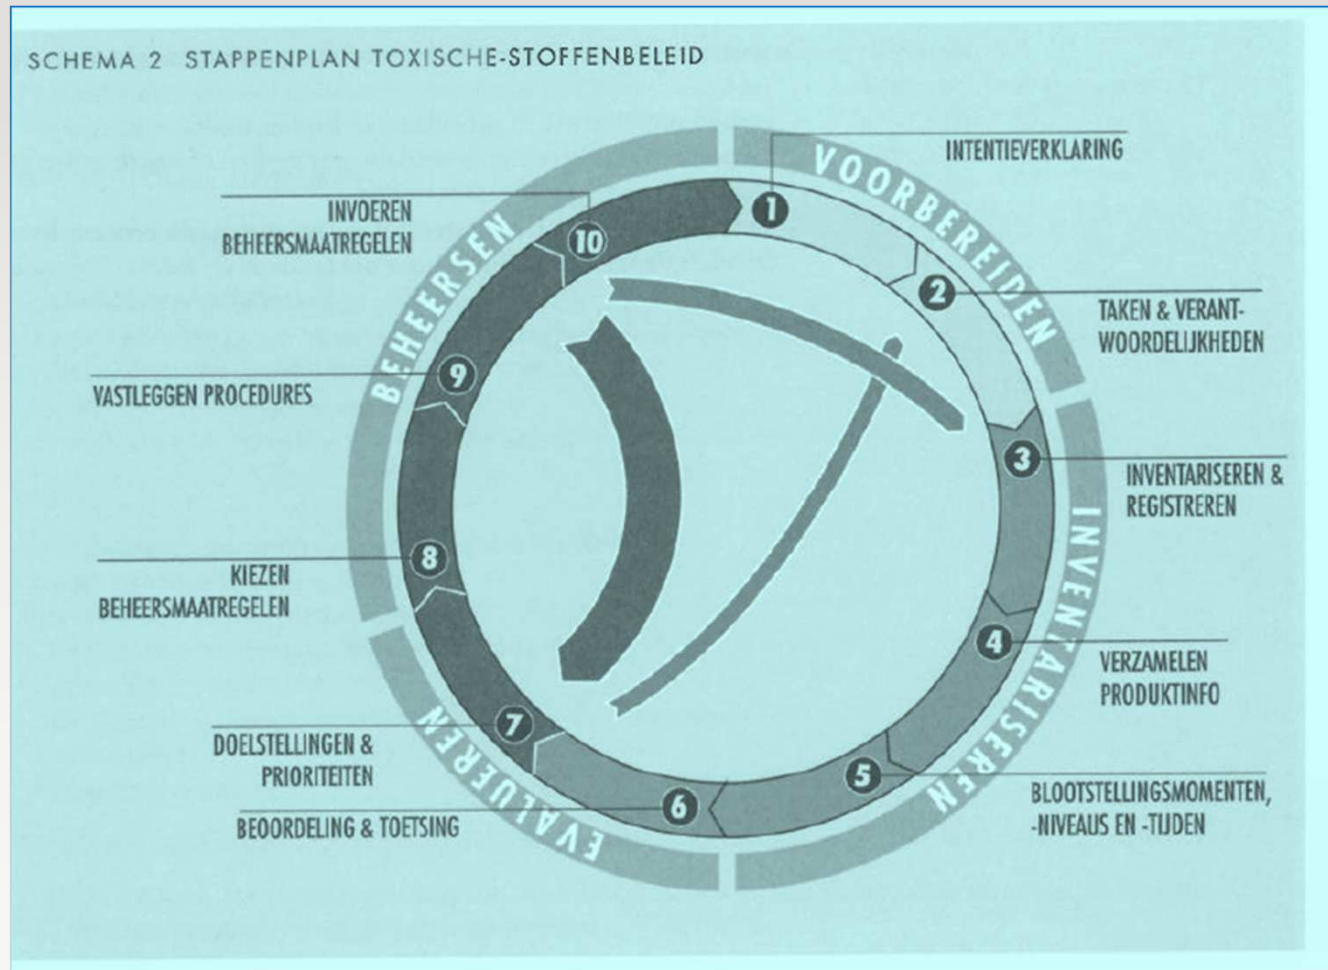 SCHEMA 2 STAPPENPLAN TOXISCHE-STOFFENBELEID
VOORBEREIDEN
1
INTENTIEVERKLARING
2
TAKEN & VERANT-
WOORDELIJKHEDEN
INVENTARISEREN
3
INVENTARISEREN &
REGISTREREN
4
VERZAMELEN
PRODUKTINFO
5
BLOOTSTELLINGSMOMENTEN,
-NIVEAUS EN -TIJDEN
EVALUEREN
6
BEOORDELING & TOETSING
7
DOELSTELLINGEN &
PRIORITEITEN
BEHEERSEN
8
KIEZEN
BEHEERSMAATREGELEN
9
VASTLEGGEN PROCEDURES
10
INVOEREN
BEHEERSMAATREGELEN